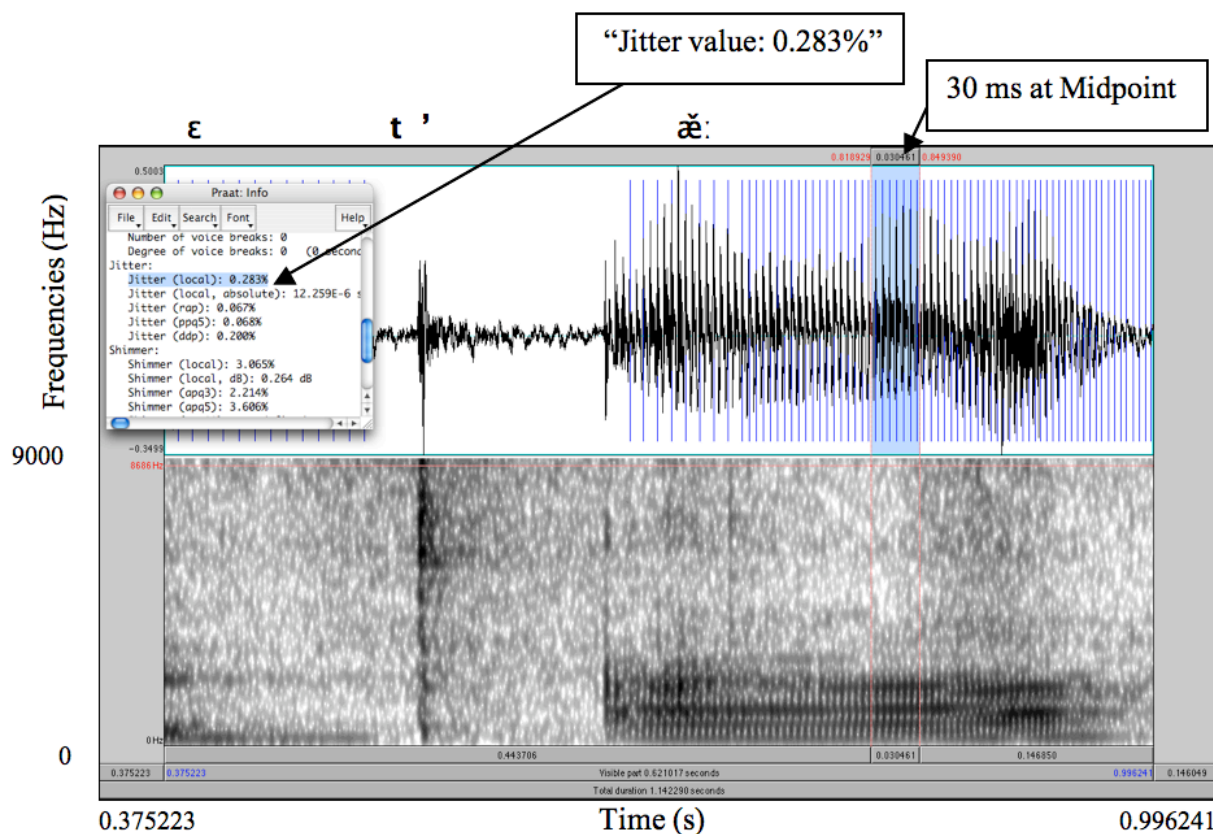 “Jitter value: 0.283%”
30 ms at Midpoint
ɛ t ’ æ̌ː
0.818929 0.030461 0.849390
0.5003
Praat: Info
File Edit Search Font Help
Number of voice breaks: 0
Degree of voice breaks: 0 (0 second
Jitter:
Jitter (local): 0.283%
Jitter (local, absolute): 12.259E-6 s
Jitter (rap): 0.067%
Jitter (ppq5): 0.068%
Jitter (ddp): 0.200%
Shimmer:
Shimmer (local): 3.065%
Shimmer (local, dB): 0.264 dB
Shimmer (apq3): 2.214%
Shimmer (apq5): 3.606%
Frequencies (Hz)
-0.3499
9000
8686 Hz
0 Hz
0
0.443706 0.030461 0.146850
0.375223 0.375223 Visible part 0.621017 seconds 0.996241 0.146049
Total duration 1.142290 seconds
0.375223 Time (s) 0.996241